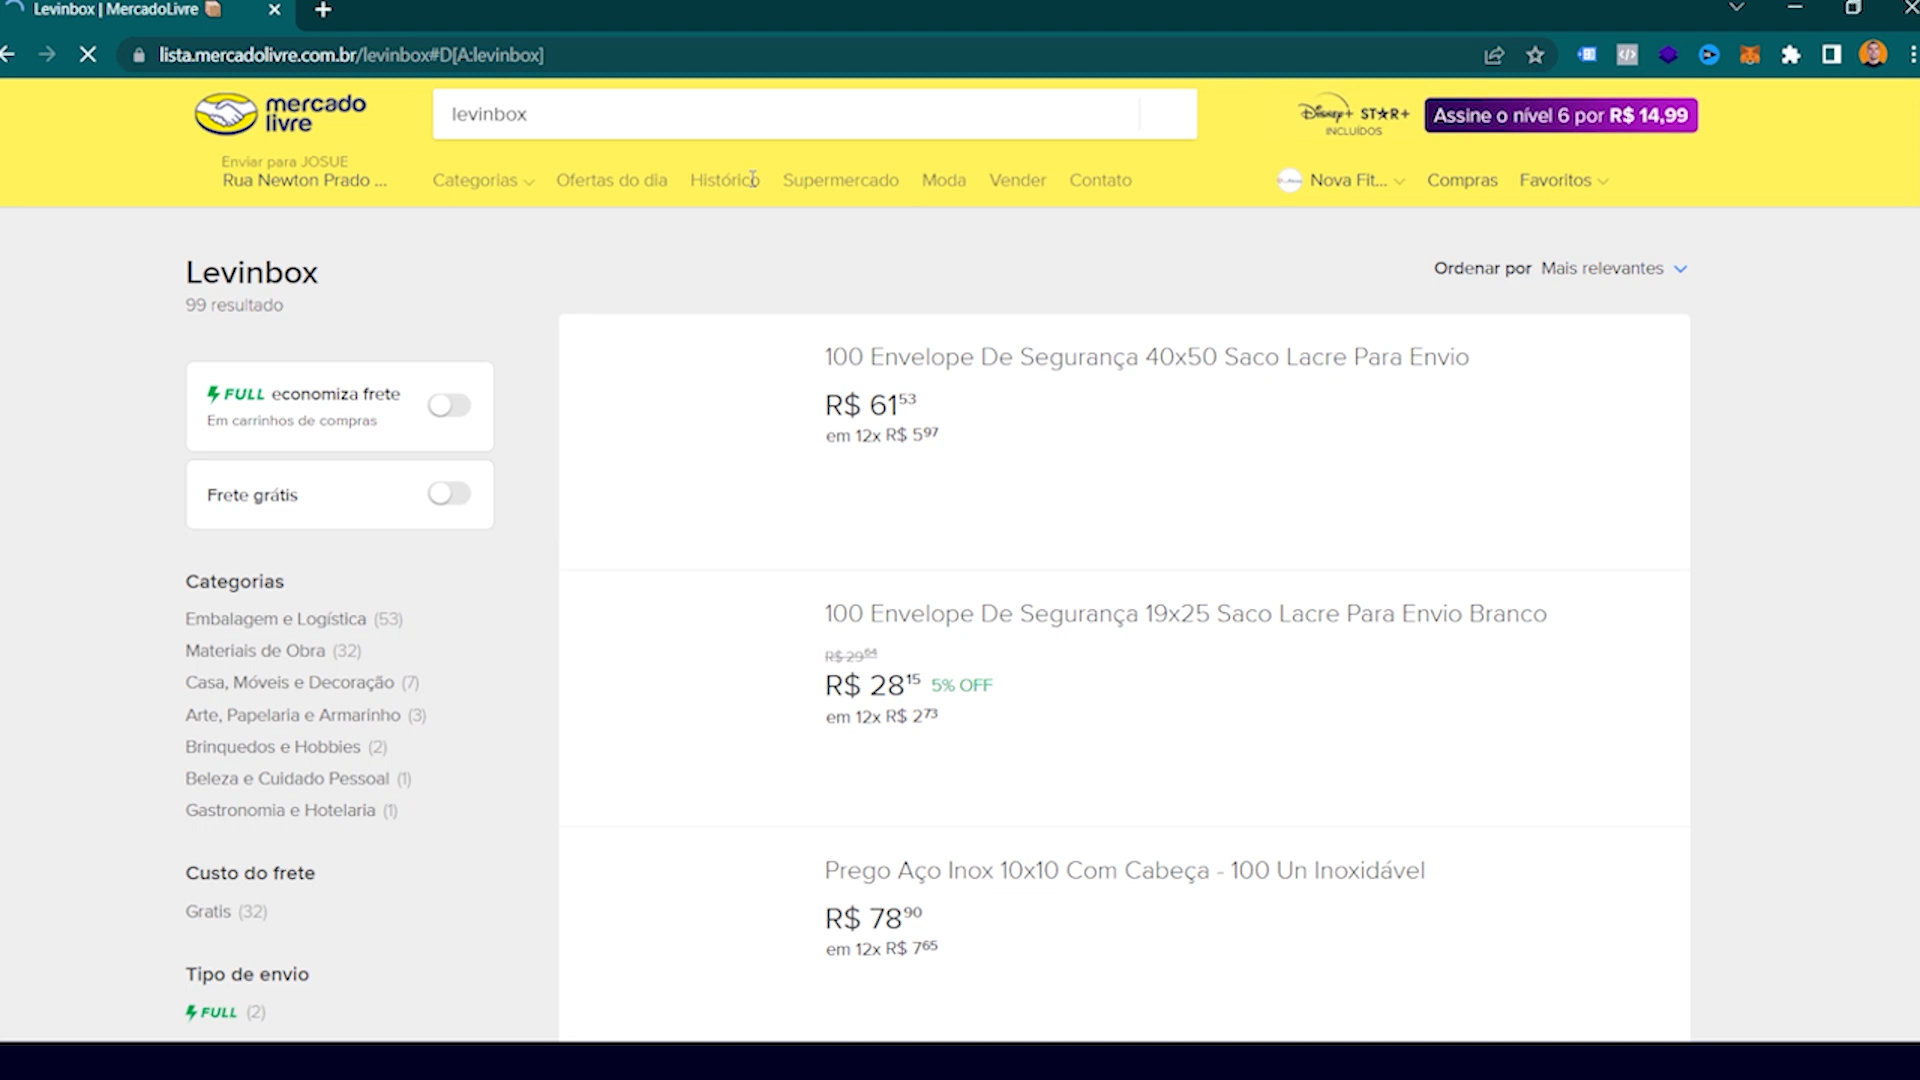 Levinbox | MercadoLivre
lista.mercadolivre.com.br/levinbox#D[A:levinbox]
mercado
livre
levinbox
Disney+ STAR+
INCLUÍDOS
Assine o nível 6 por R$ 14,99
Enviar para JOSUE
Rua Newton Prado ...
Categorias
Ofertas do dia
Histórico
Supermercado
Moda
Vender
Contato
Nova Fit...
Compras
Favoritos
Levinbox
99 resultado
Ordenar por Mais relevantes
FULL economiza frete
Em carrinhos de compras
Frete grátis
Categorias
Embalagem e Logística (53)
Materiais de Obra (32)
Casa, Móveis e Decoração (7)
Arte, Papelaria e Armarinho (3)
Brinquedos e Hobbies (2)
Beleza e Cuidado Pessoal (1)
Gastronomia e Hotelaria (1)
Custo do frete
Gratis (32)
Tipo de envio
FULL (2)
100 Envelope De Segurança 40x50 Saco Lacre Para Envio
R$ 61 53
em 12x R$ 5 97
100 Envelope De Segurança 19x25 Saco Lacre Para Envio Branco
R$ 29 64
R$ 28 15 5% OFF
em 12x R$ 2 73
Prego Aço Inox 10x10 Com Cabeça - 100 Un Inoxidável
R$ 78 90
em 12x R$ 7 65